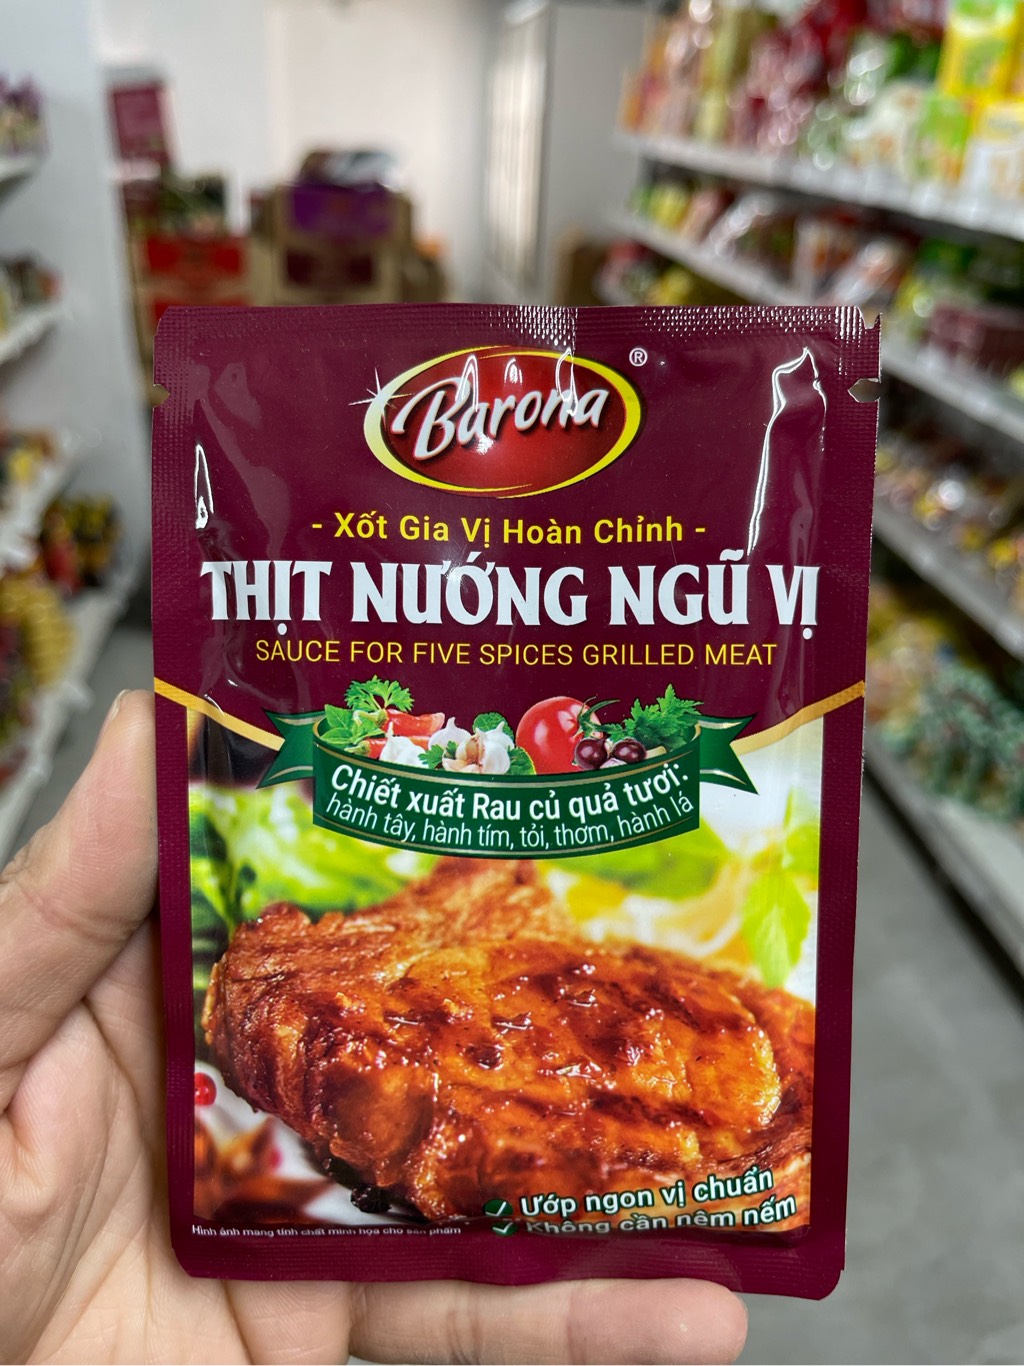 Barona ®
- Xốt Gia Vị Hoàn Chỉnh -
THỊT NƯỚNG NGŨ VỊ
SAUCE FOR FIVE SPICES GRILLED MEAT
Chiết xuất Rau củ quả tươi:
hành tây, hành tím, tỏi, thơm, hành lá
Ướp ngon vị chuẩn
Không cần nêm nếm
Hình ảnh mang tính chất minh họa cho sản phẩm